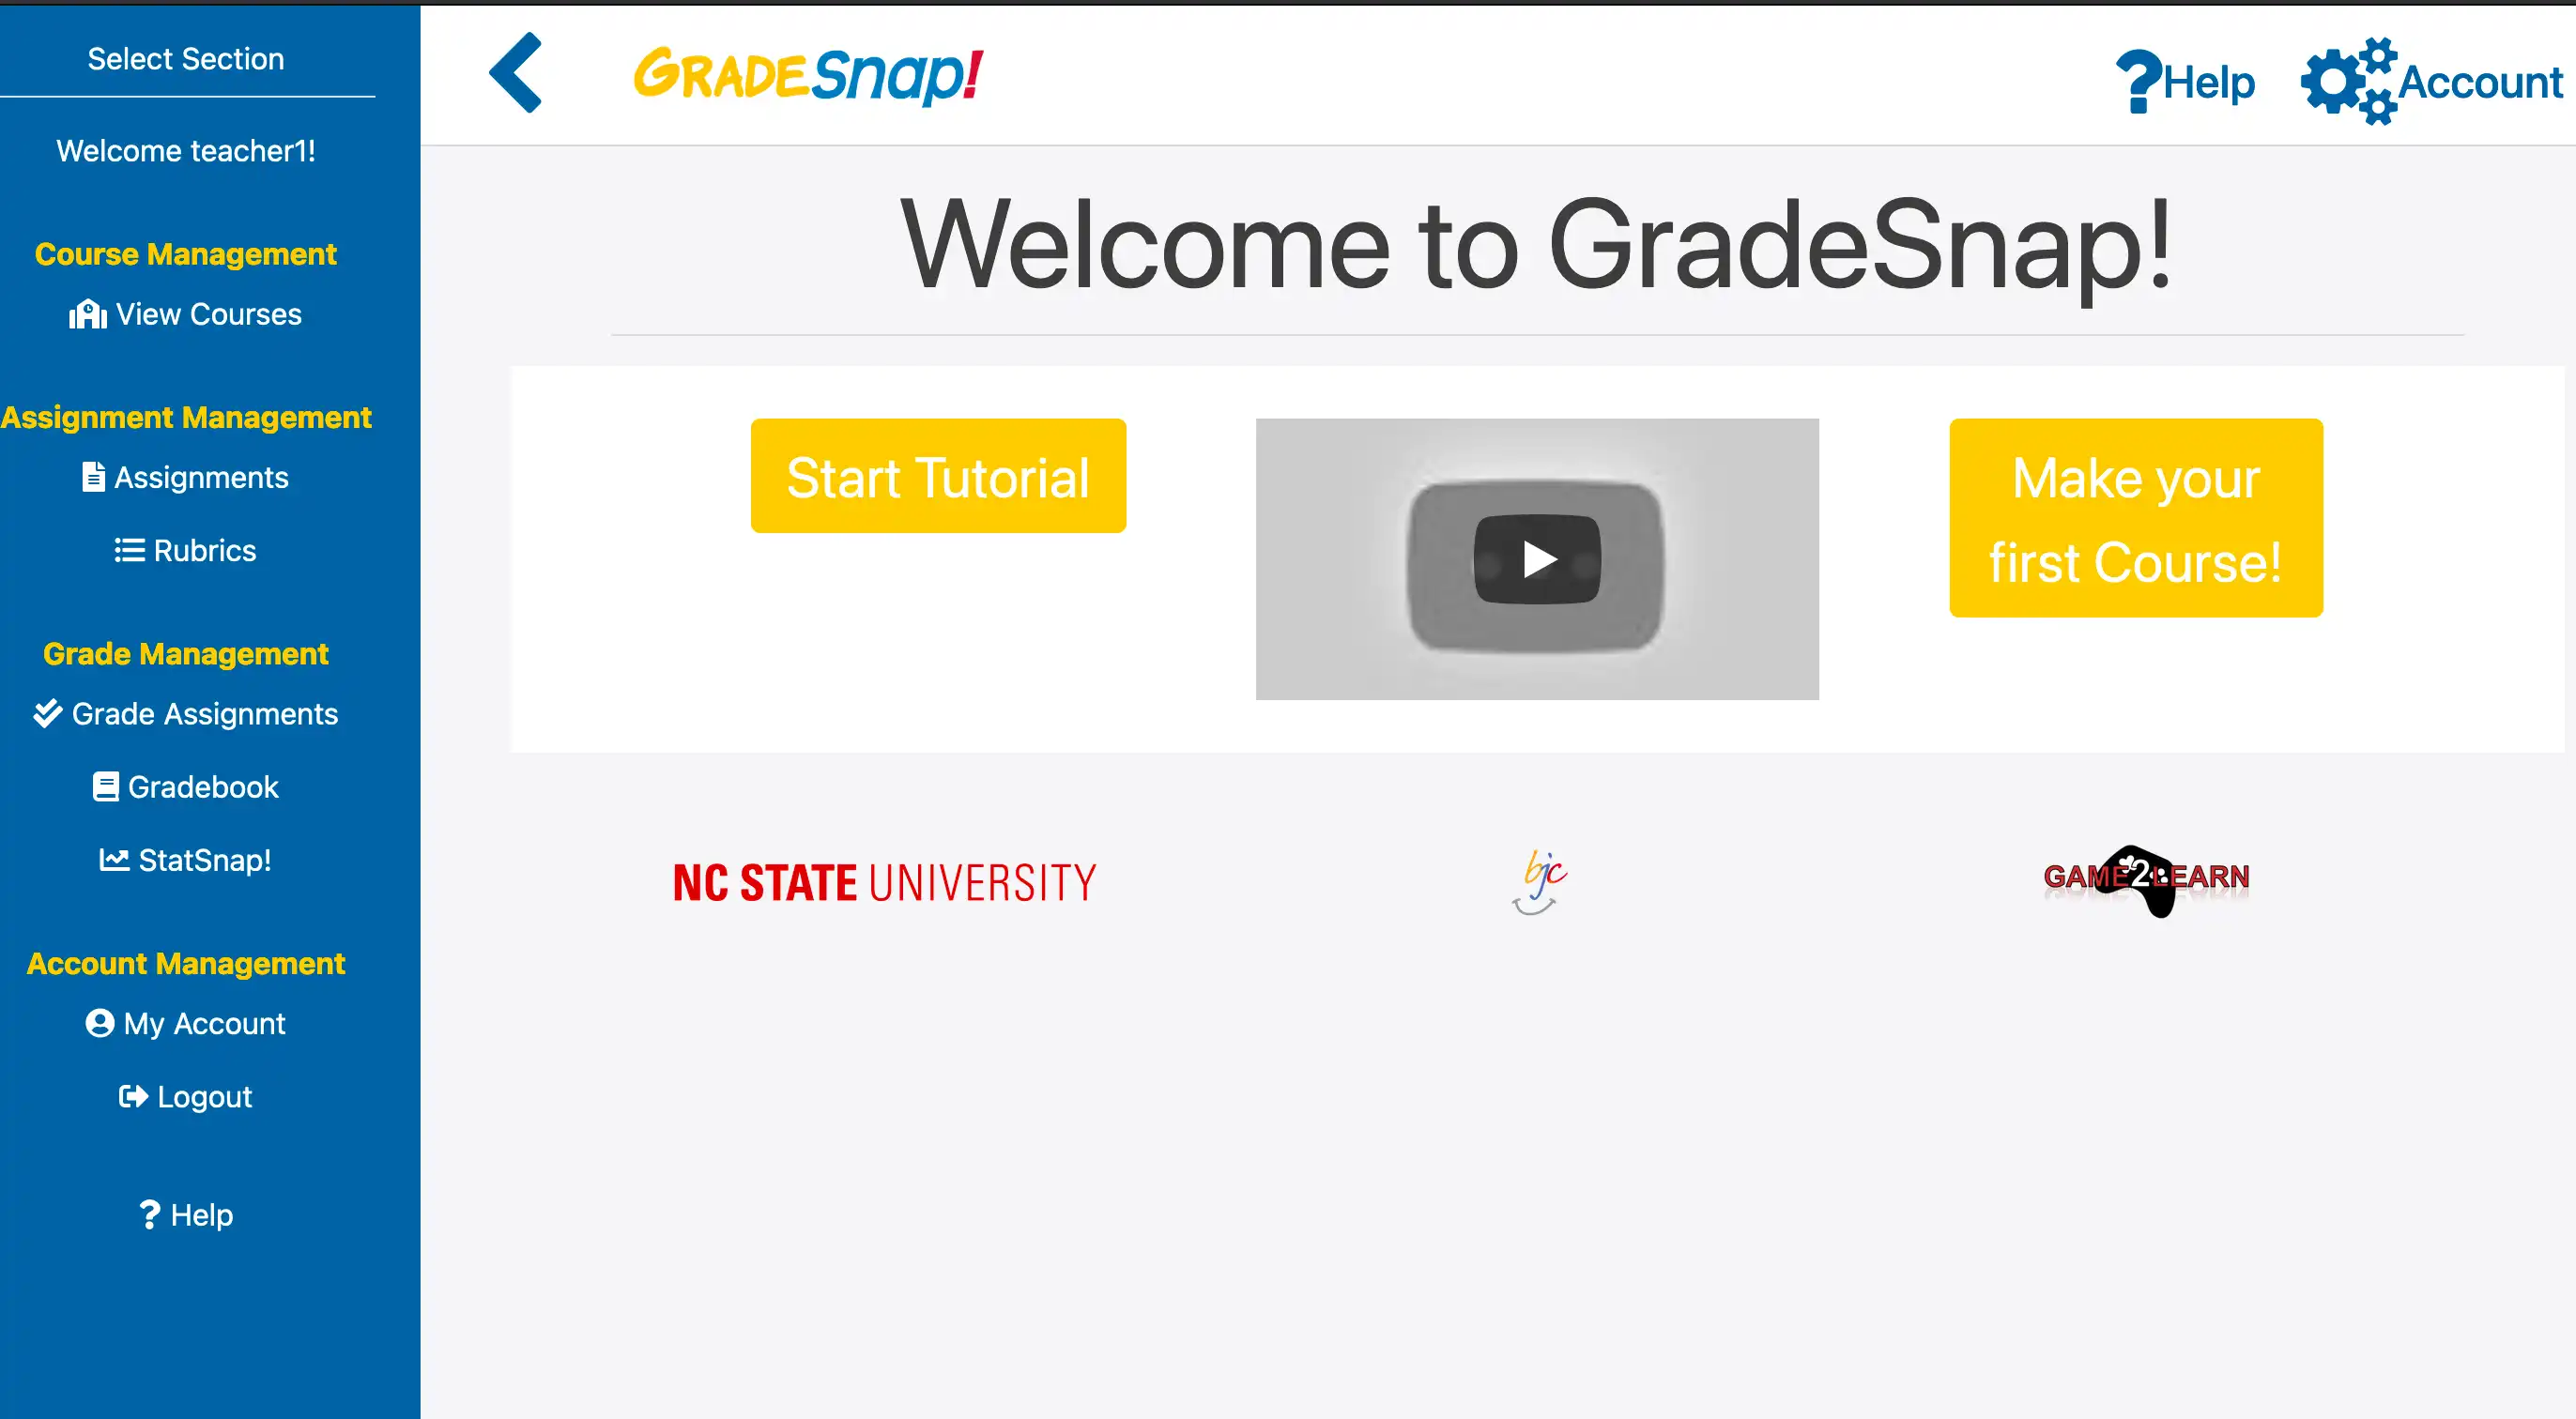 Select Section
Welcome teacher1!
Course Management
View Courses
Assignment Management
Assignments
Rubrics
Grade Management
Grade Assignments
Gradebook
StatSnap!
Account Management
My Account
Logout
? Help
GRADESnap!
?Help
Account
Welcome to GradeSnap!
Start Tutorial
Make your
first Course!
NC STATE UNIVERSITY
bjc
GAME2LEARN